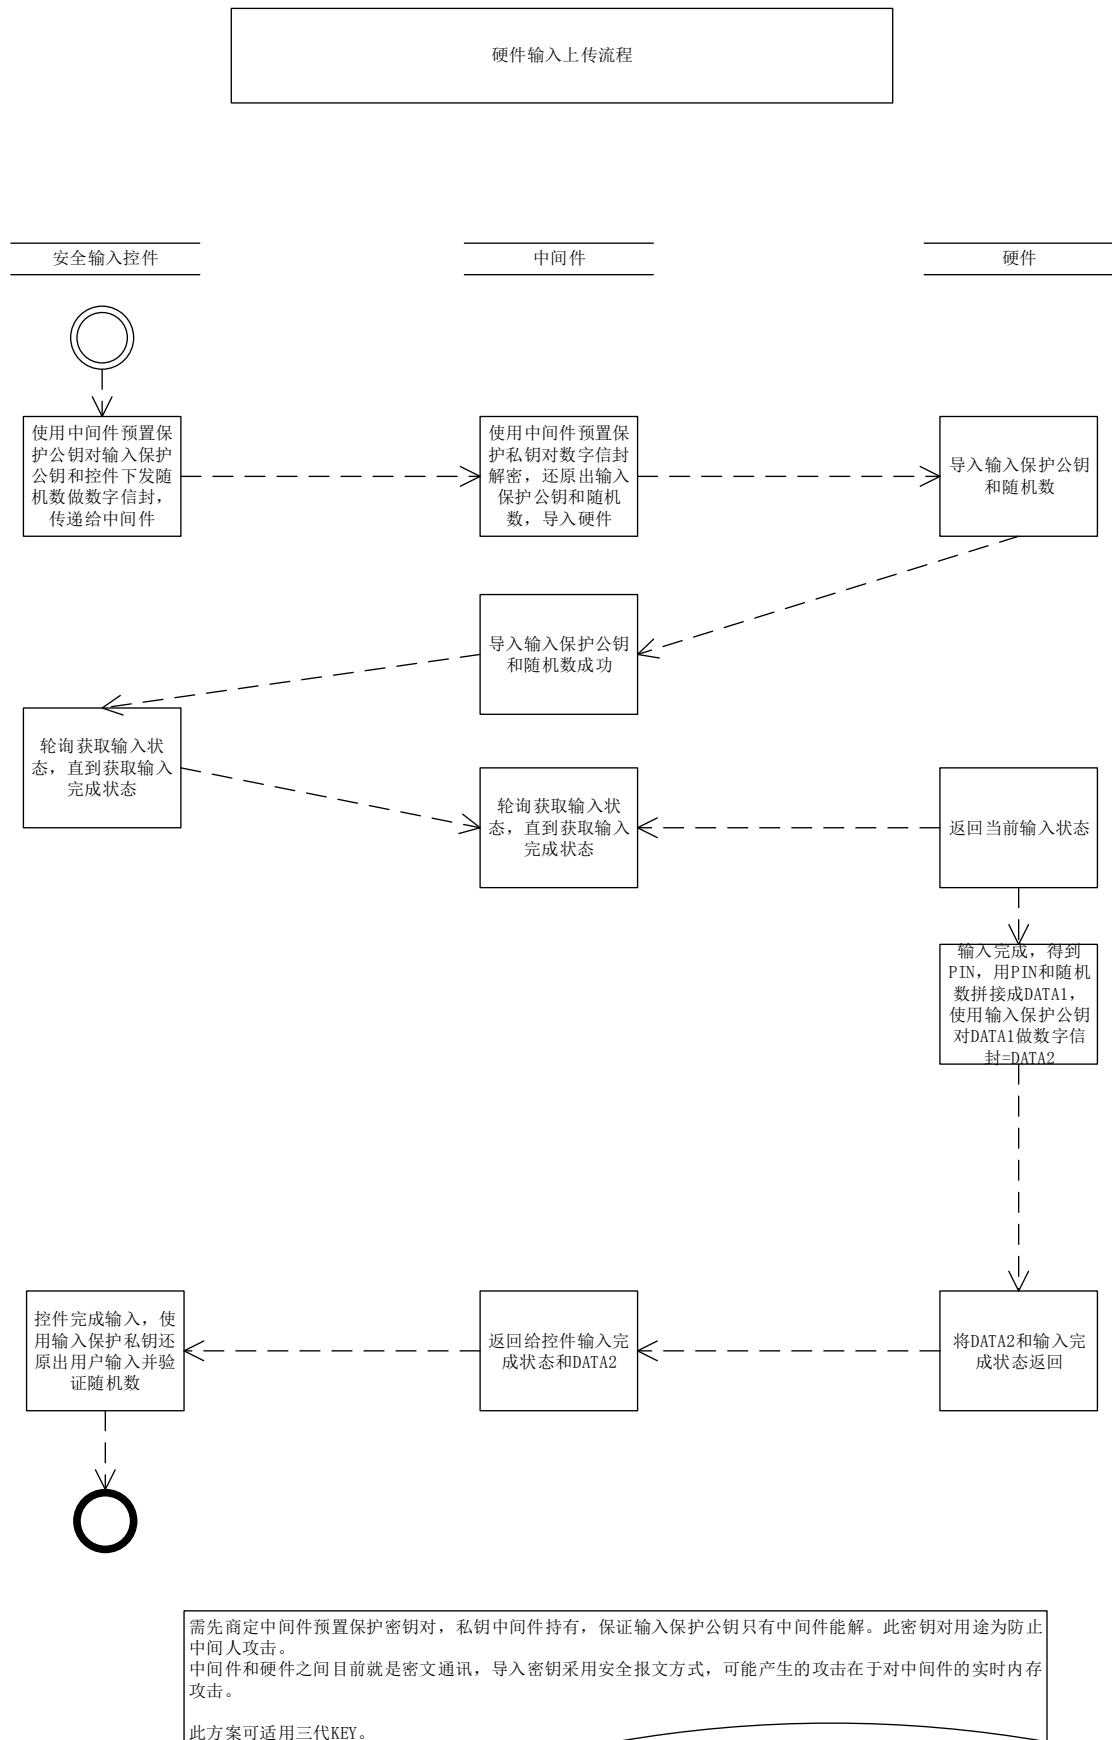 硬件输入上传流程
安全输入控件
中间件
硬件
使用中间件预置保
护公钥对输入保护
公钥和控件下发随
机数做数字信封，
传递给中间件
使用中间件预置保
护私钥对数字信封
解密，还原出输入
保护公钥和随机
数，导入硬件
导入输入保护公钥
和随机数
导入输入保护公钥
和随机数成功
轮询获取输入状
态，直到获取输入
完成状态
轮询获取输入状
态，直到获取输入
完成状态
返回当前输入状态
输入完成，得到
PIN，用PIN和随机
数拼接成DATA1，
使用输入保护公钥
对DATA1做数字信
封=DATA2
控件完成输入，使
用输入保护私钥还
原出用户输入并验
证随机数
返回给控件输入完
成状态和DATA2
将DATA2和输入完
成状态返回
需先商定中间件预置保护密钥对，私钥中间件持有，保证输入保护公钥只有中间件能解。此密钥对用途为防止
中间人攻击。
中间件和硬件之间目前就是密文通讯，导入密钥采用安全报文方式，可能产生的攻击在于对中间件的实时内存
攻击。
此方案可适用三代KEY。